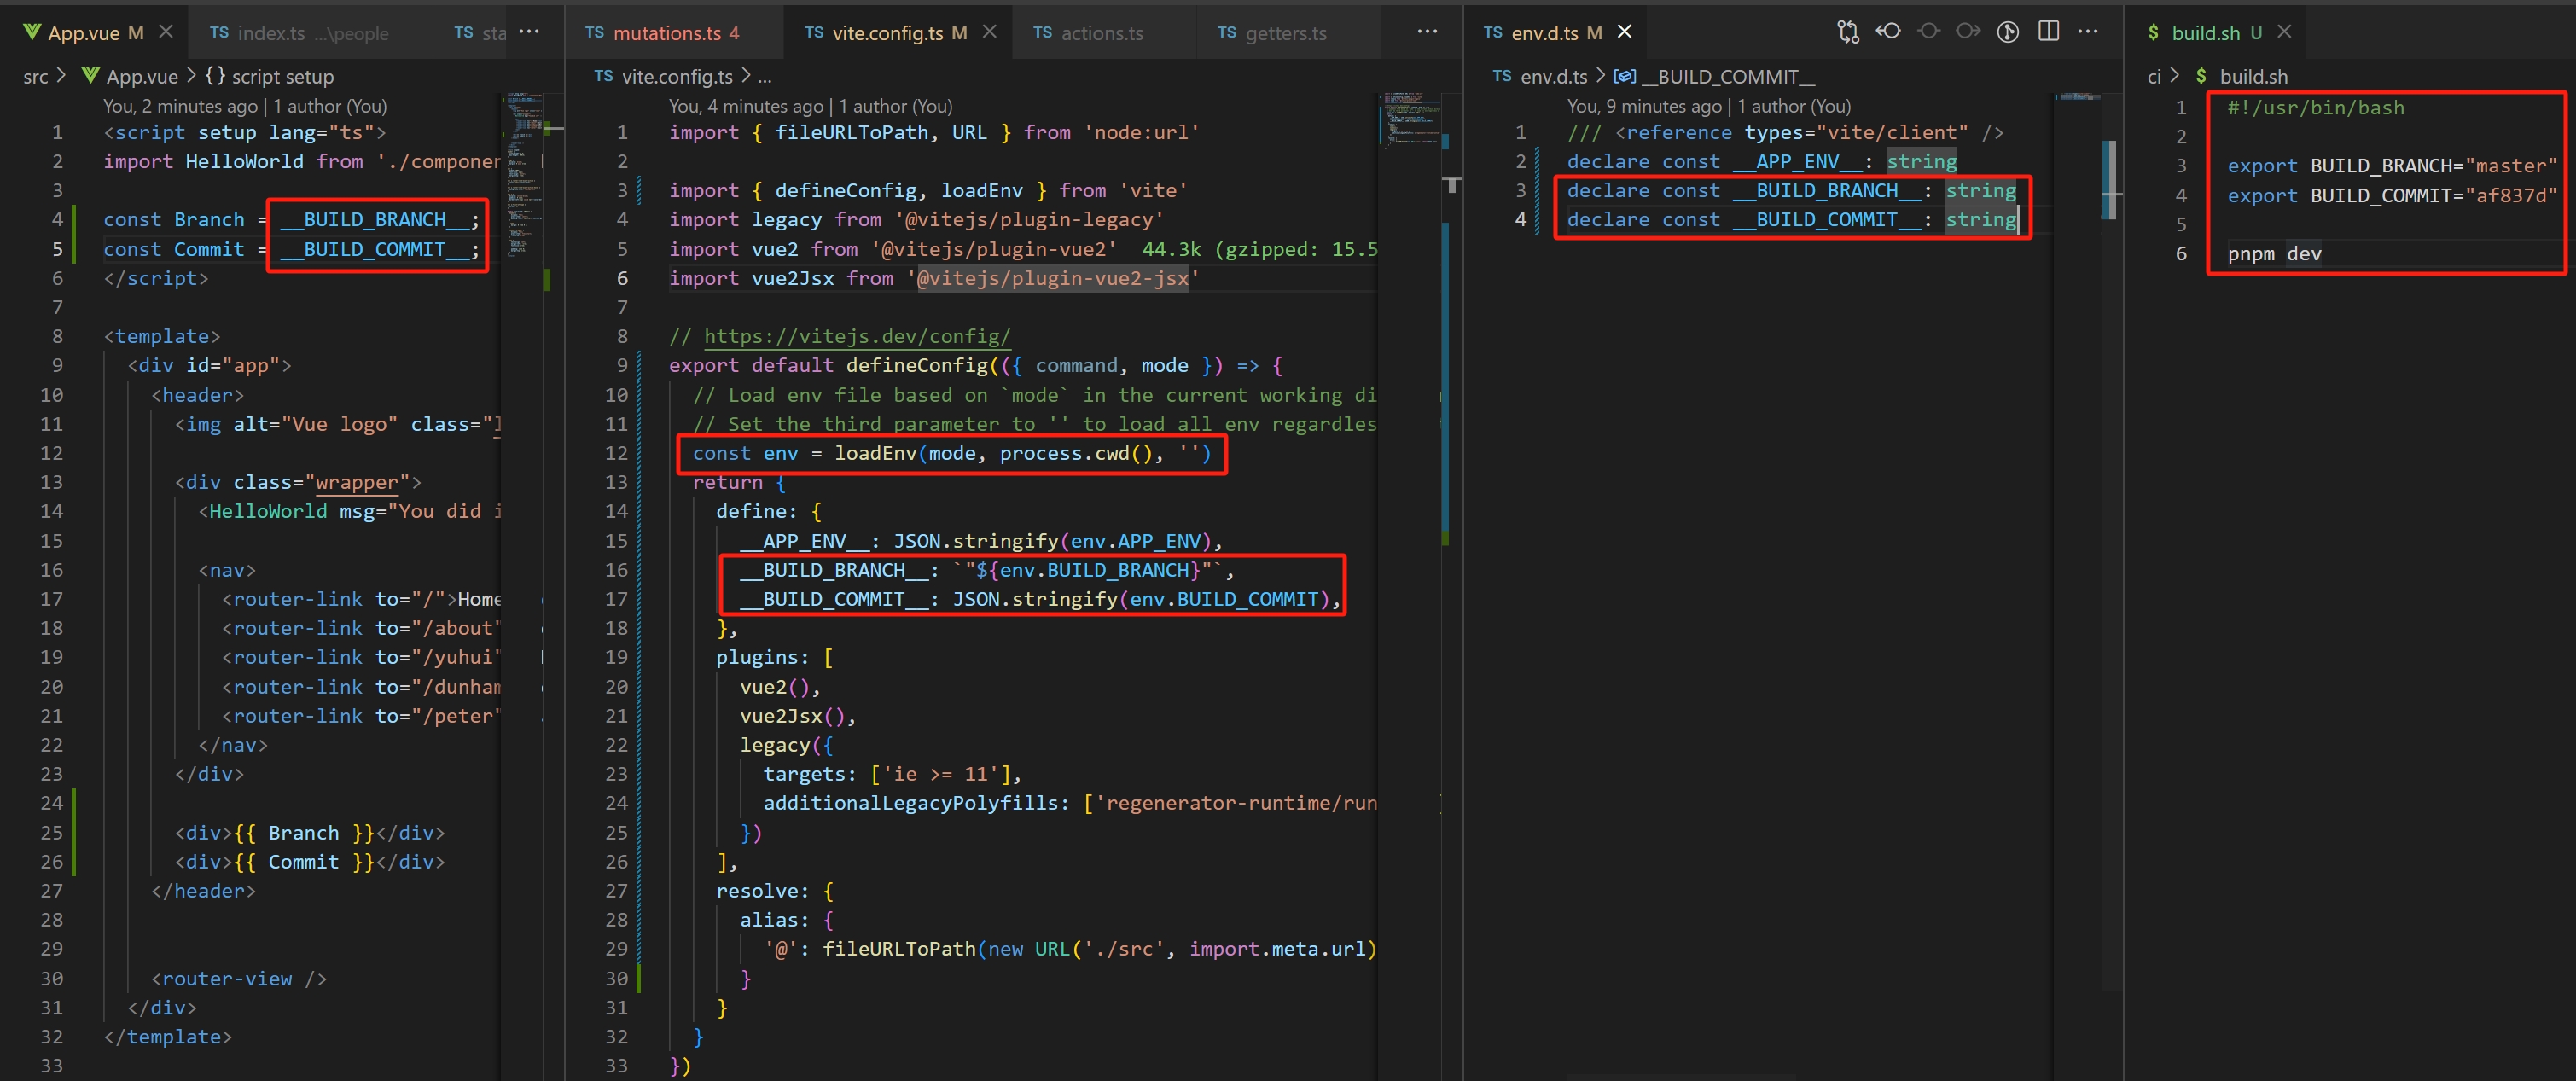 App.vue M
TS index.ts ...\people
TS sta
src > App.vue > {} script setup
You, 2 minutes ago | 1 author (You)
1 <script setup lang="ts">
2 import HelloWorld from './componen
3
4 const Branch = __BUILD_BRANCH__;
5 const Commit = __BUILD_COMMIT__;
6 </script>
7
8 <template>
9 <div id="app">
10 <header>
11 <img alt="Vue logo" class="l
12
13 <div class="wrapper">
14 <HelloWorld msg="You did i
15
16 <nav>
17 <router-link to="/">Home
18 <router-link to="/about"
19 <router-link to="/yuhui"
20 <router-link to="/dunham
21 <router-link to="/peter"
22 </nav>
23 </div>
24
25 <div>{{ Branch }}</div>
26 <div>{{ Commit }}</div>
27 </header>
28
29
30 <router-view />
31 </div>
32 </template>
33
TS mutations.ts 4
TS vite.config.ts M
TS actions.ts
TS getters.ts
TS vite.config.ts > ...
You, 4 minutes ago | 1 author (You)
1 import { fileURLToPath, URL } from 'node:url'
2
3 import { defineConfig, loadEnv } from 'vite'
4 import legacy from '@vitejs/plugin-legacy'
5 import vue2 from '@vitejs/plugin-vue2' 44.3k (gzipped: 15.5
6 import vue2Jsx from '@vitejs/plugin-vue2-jsx'
7
8 // https://vitejs.dev/config/
9 export default defineConfig(({ command, mode }) => {
10 // Load env file based on `mode` in the current working di
11 // Set the third parameter to '' to load all env regardles
12 const env = loadEnv(mode, process.cwd(), '')
13 return {
14 define: {
15 __APP_ENV__: JSON.stringify(env.APP_ENV),
16 __BUILD_BRANCH__: `"${env.BUILD_BRANCH}"`,
17 __BUILD_COMMIT__: JSON.stringify(env.BUILD_COMMIT),
18 },
19 plugins: [
20 vue2(),
21 vue2Jsx(),
22 legacy({
23 targets: ['ie >= 11'],
24 additionalLegacyPolyfills: ['regenerator-runtime/run
25 })
26 ],
27 resolve: {
28 alias: {
29 '@': fileURLToPath(new URL('./src', import.meta.url)
30 }
31 }
32 }
33 })
TS env.d.ts M
TS env.d.ts > __BUILD_COMMIT__
You, 9 minutes ago | 1 author (You)
1 /// <reference types="vite/client" />
2 declare const __APP_ENV__: string
3 declare const __BUILD_BRANCH__: string
4 declare const __BUILD_COMMIT__: string
$ build.sh U
ci > $ build.sh
1 #!/usr/bin/bash
2
3 export BUILD_BRANCH="master"
4 export BUILD_COMMIT="af837d"
5
6 pnpm dev